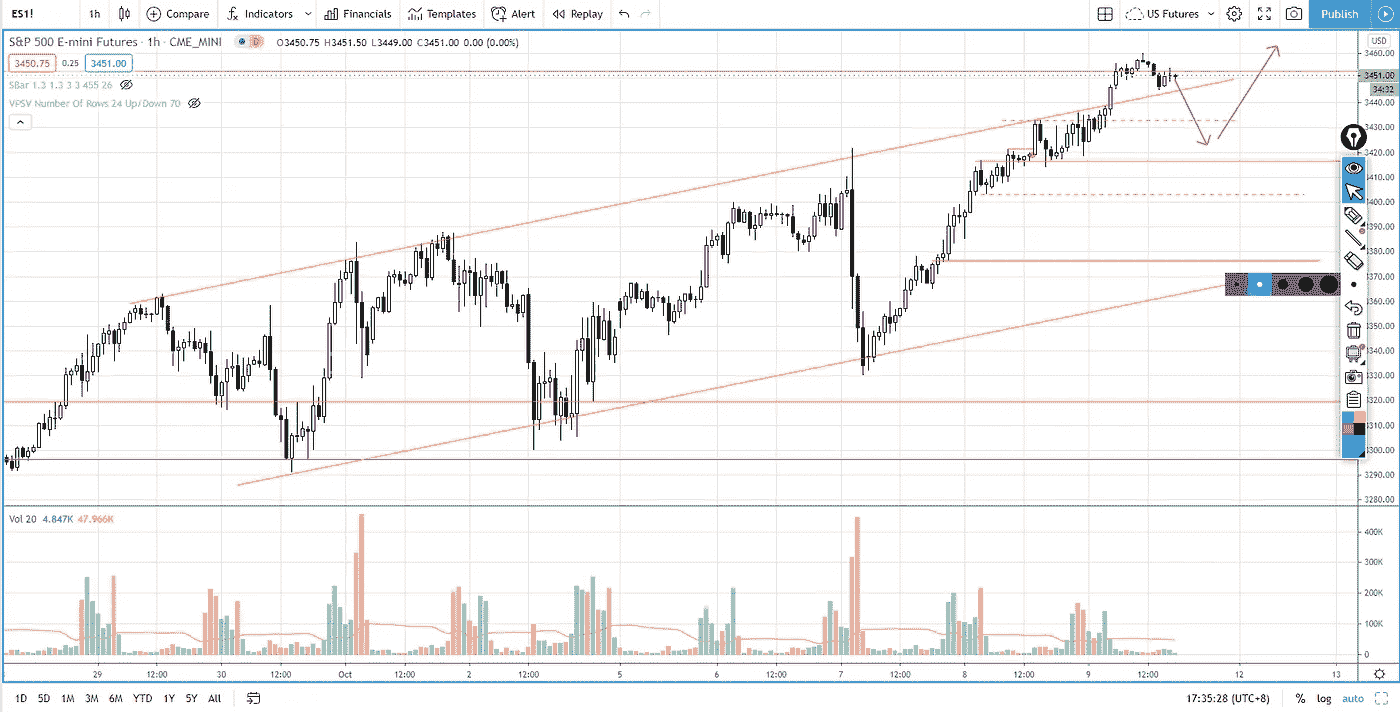 ES1! 1h Compare Indicators Financials Templates Alert Replay US Futures Publish
S&P 500 E-mini Futures · 1h · CME_MINI O3450.75 H3451.50 L3449.00 C3451.00 0.00 (0.00%)
3450.75 0.25 3451.00
SBar 1.3 1.3 3 3 455 26
VPSV Number Of Rows 24 Up/Down 70
USD
3460.00
3451.00
34:32
3440.00
3430.00
3420.00
3410.00
3400.00
3390.00
3380.00
3370.00
3360.00
3350.00
3340.00
3330.00
3320.00
3310.00
3300.00
3290.00
3280.00
Vol 20 4.847K 47.966K
400K
300K
200K
100K
0
29 12:00 30 12:00 Oct 12:00 2 12:00 5 6 12:00 7 12:00 8 12:00 9 12:00 12 13
1D 5D 1M 3M 6M YTD 1Y 5Y All 17:35:28 (UTC+8) % log auto